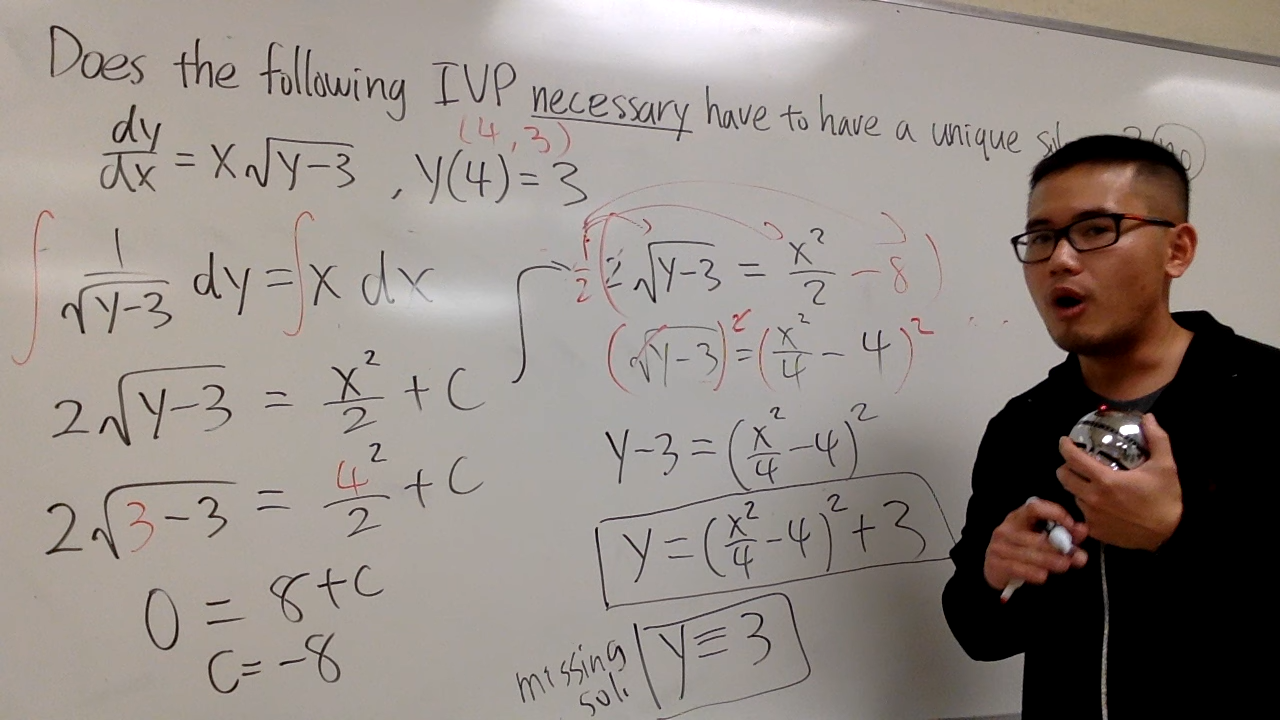 Does the following IVP necessary have to have a unique
(4, 3)
dy/dx = x√(y-3) , y(4) = 3
∫ 1/√(y-3) dy = ∫ x dx
2√(y-3) = x²/2 + C
2√(3-3) = 4²/2 + C
0 = 8 + C
C = -8
1/2 (2√(y-3) = x²/2 - 8)
(√(y-3))² = (x²/4 - 4)²
y-3 = (x²/4 - 4)²
y = (x²/4 - 4)² + 3
missing sol. y ≡ 3